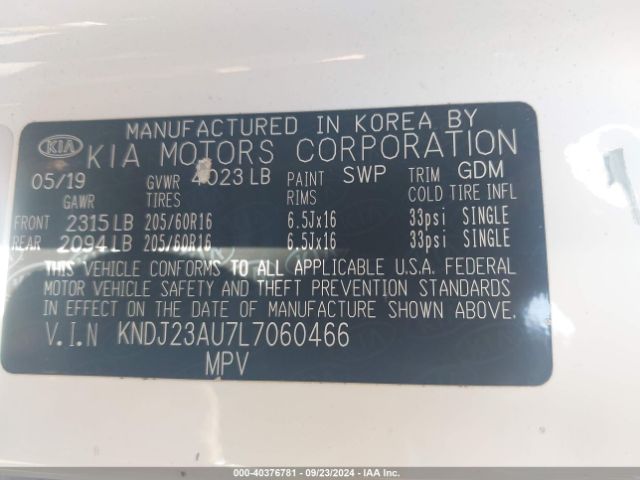 MANUFACTURED IN KOREA BY
KIA KIA MOTORS CORPORATION
05/19 GVWR 4023 LB PAINT SWP TRIM GDM
GAWR TIRES RIMS COLD TIRE INFL
FRONT 2315 LB 205/60R16 6.5Jx16 33psi SINGLE
REAR 2094 LB 205/60R16 6.5Jx16 33psi SINGLE
THIS VEHICLE CONFORMS TO ALL APPLICABLE U.S.A. FEDERAL
MOTOR VEHICLE SAFETY AND THEFT PREVENTION STANDARDS
IN EFFECT ON THE DATE OF MANUFACTURE SHOWN ABOVE.
V.I.N KNDJ23AU7L7060466
MPV
000-40376781 - 09/23/2024 - IAA Inc.